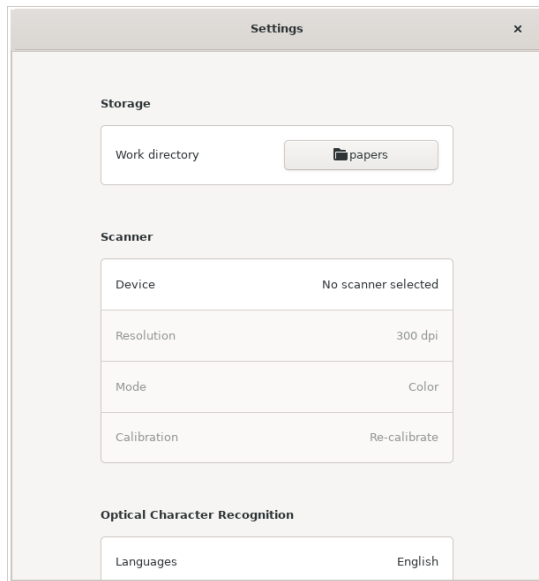 Settings
Storage
Work directory papers
Scanner
Device No scanner selected
Resolution 300 dpi
Mode Color
Calibration Re-calibrate
Optical Character Recognition
Languages English